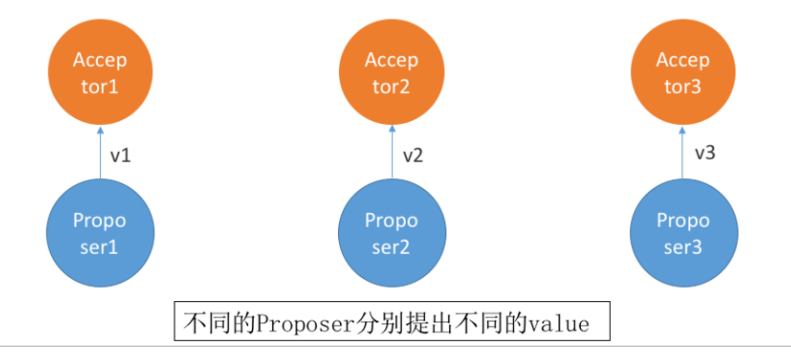 Accep
tor1
Accep
tor2
Accep
tor3
v1
v2
v3
Propo
ser1
Propo
ser2
Propo
ser3
不同的Proposer分别提出不同的value